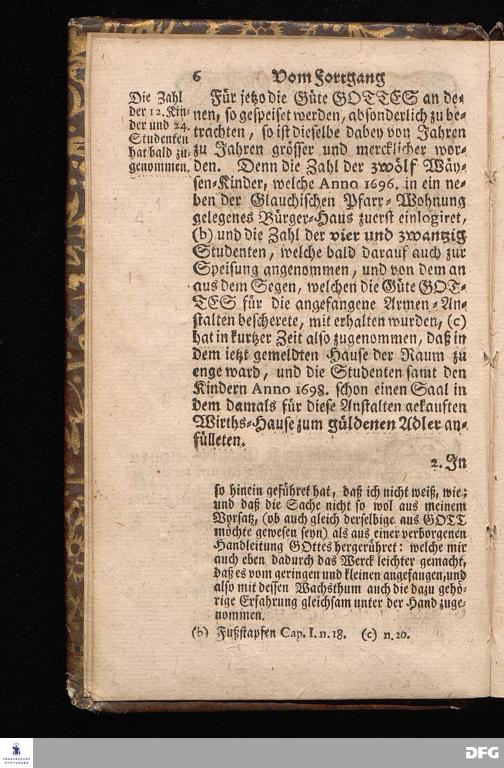 6 Vom Fortgang
Die Zahl
der 12. Kin-
der und 24.
Studenten
hat bald zu-
genommen.
Für jetzo die Güte GOTTES an de-
nen, so gespeiset werden, absonderlich zu be-
trachten, so ist dieselbe dabey von Jahren
zu Jahren grösser und mercklicher wor-
den. Denn die Zahl der zwölf Wäy-
sen-Kinder, welche Anno 1696. in ein ne-
ben der Glauchischen Pfarr-Wohnung
gelegenes Bürger-Haus zuerst einlogiret,
(b) und die Zahl der vier und zwantzig
Studenten, welche bald darauf auch zur
Speisung angenommen, und von dem an
aus dem Segen, welchen die Güte GOT-
TES für die angefangene Armen-An-
stalten bescherete, mit erhalten wurden, (c)
hat in kurtzer Zeit also zugenommen, daß in
dem ietzt gemeldten Hause der Raum zu
enge ward, und die Studenten samt den
Kindern Anno 1698. schon einen Saal in
dem damals für diese Anstalten gekauften
Wirths-Hause zum güldenen Adler an-
fülleten.
2. In
so hinein geführet hat, daß ich nicht weiß, wie;
und daß die Sache nicht so wol aus meinem
Vorsatz, (ob auch gleich derselbige aus GOTT
möchte gewesen seyn) als aus einer verborgenen
Handleitung GOttes hergerühret: welche mir
auch eben dadurch das Werck leichter gemacht,
daß es vom geringen und kleinen angefangen, und
also mit dessen Wachsthum auch die dazu gehö-
rige Erfahrung gleichsam unter der Hand zuge-
nommen.
(b) Fußstapfen Cap. I. n. 18. (c) n. 20.
FRANCKESCHE
STIFTUNGEN
DFG